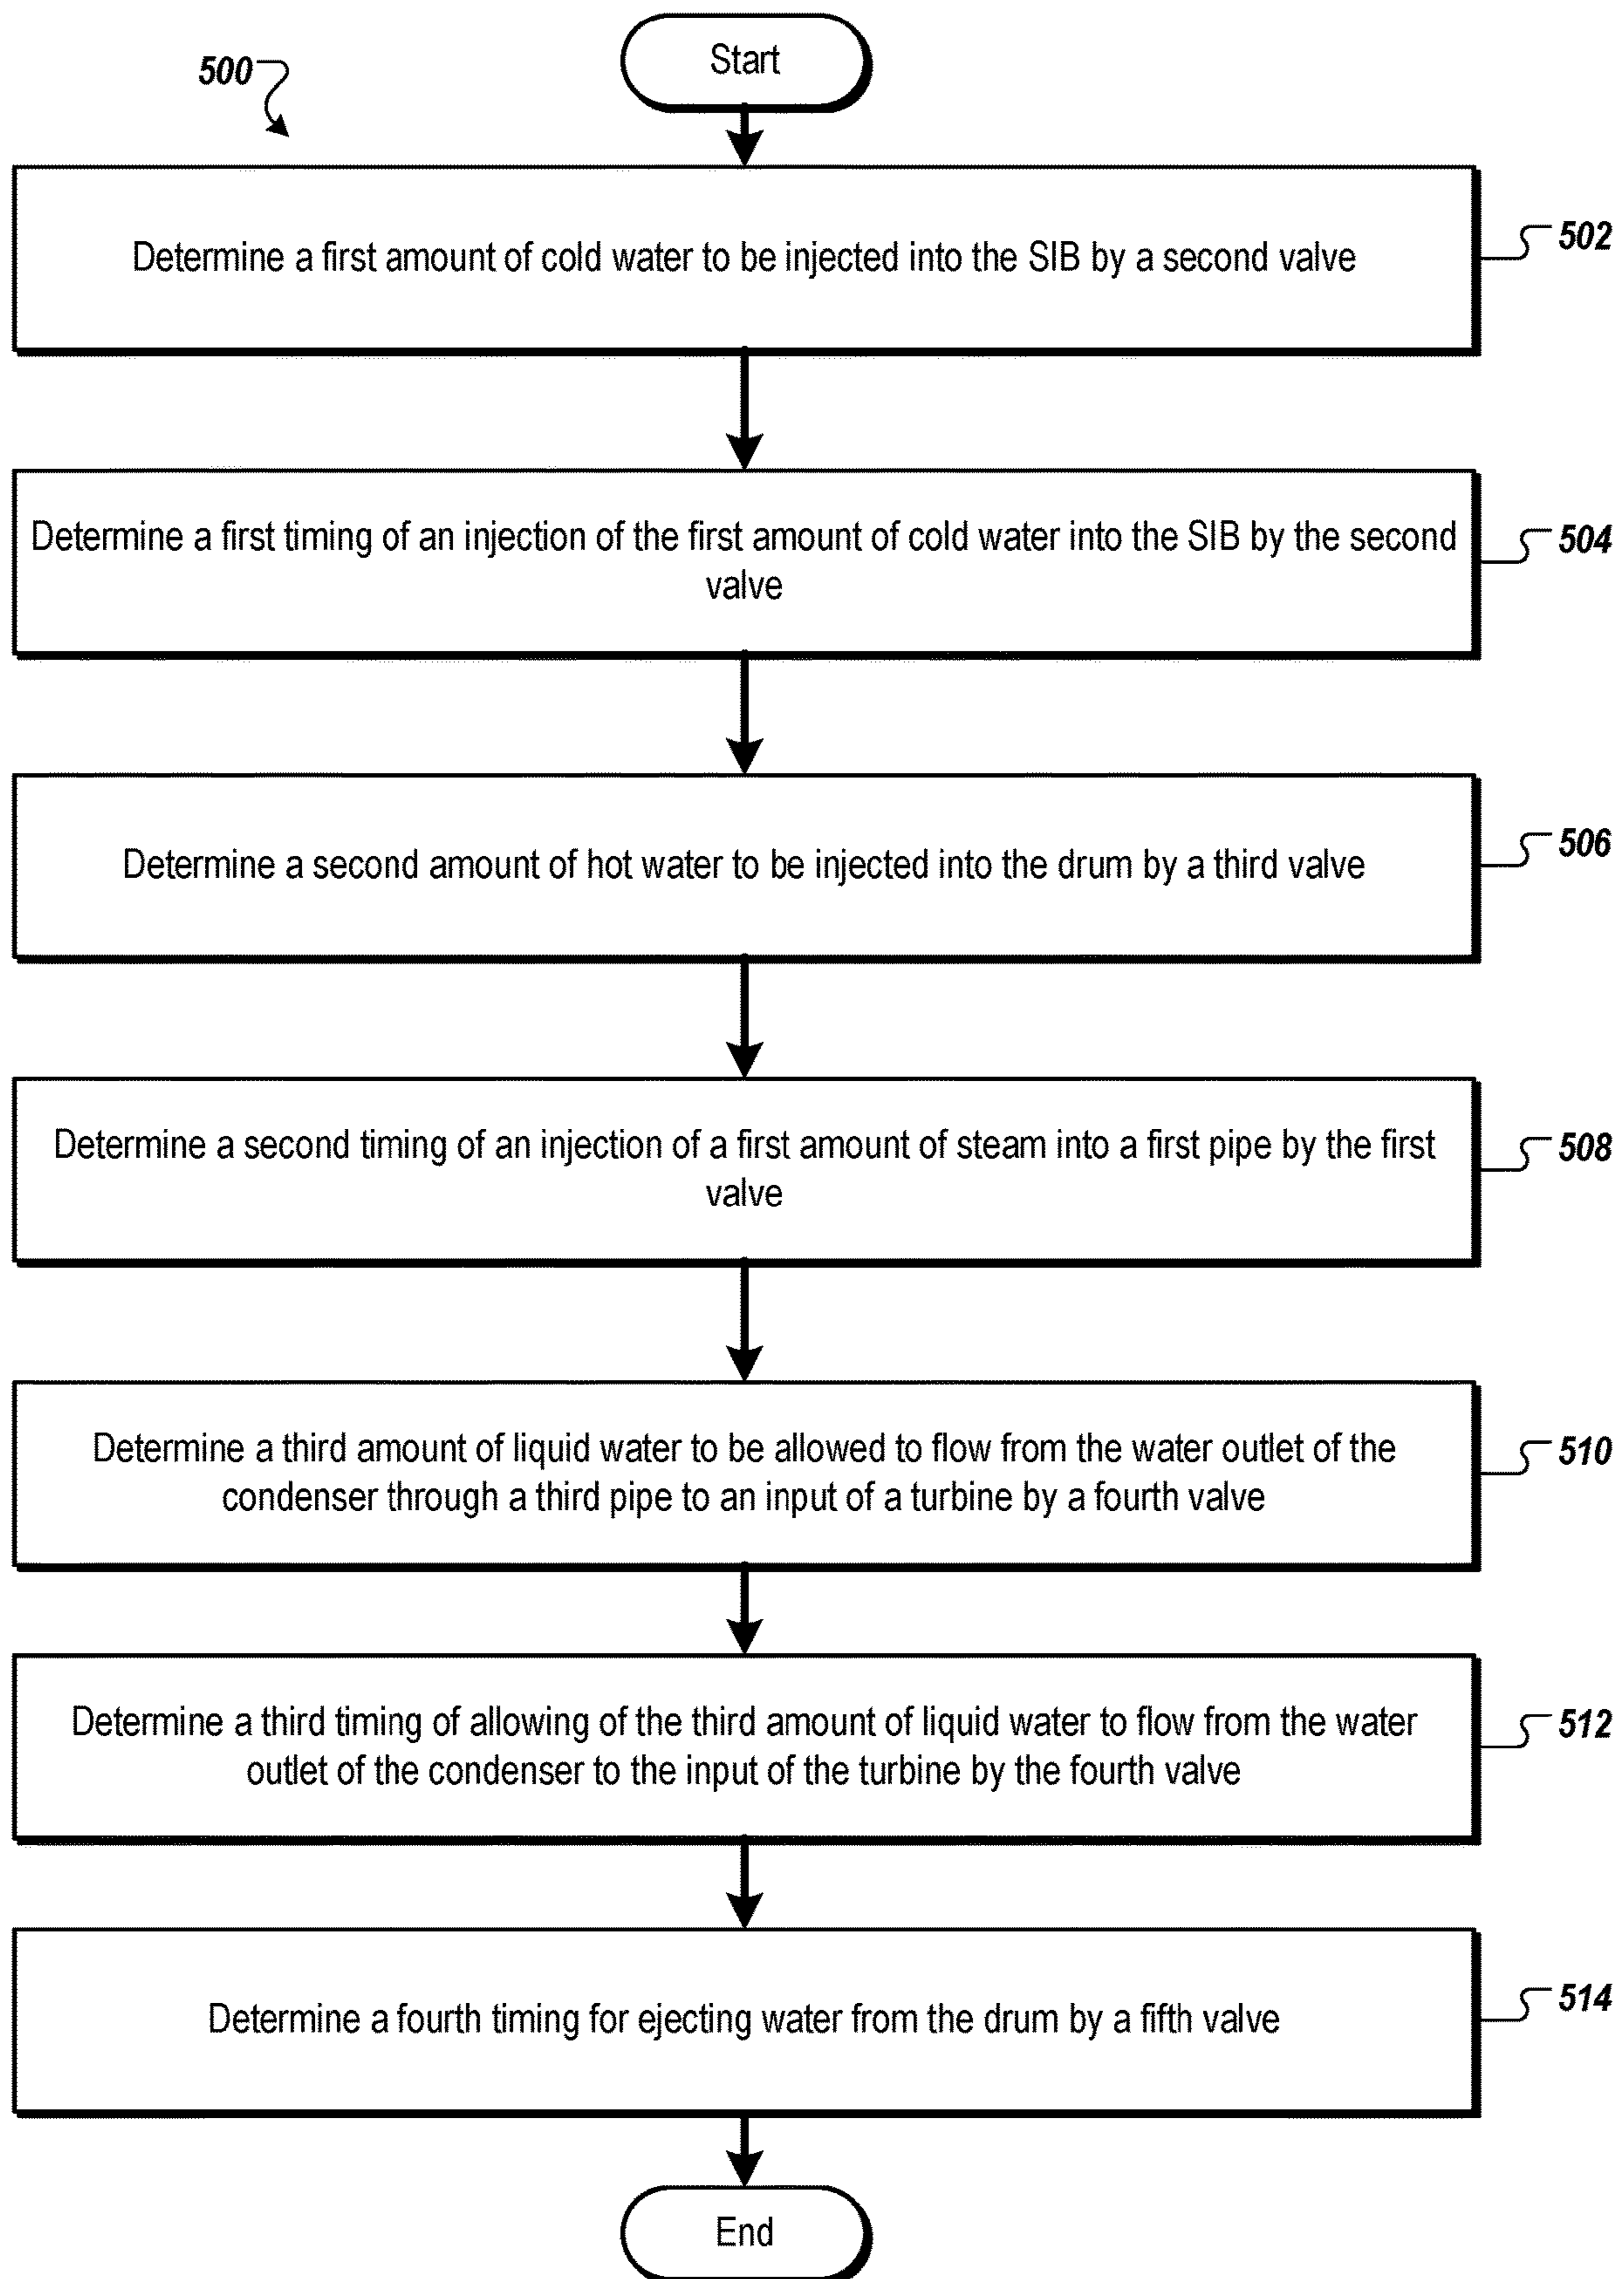 Start
500
Determine a first amount of cold water to be injected into the SIB by a second valve
502
Determine a first timing of an injection of the first amount of cold water into the SIB by the second
valve
504
Determine a second amount of hot water to be injected into the drum by a third valve
506
Determine a second timing of an injection of a first amount of steam into a first pipe by the first
valve
508
Determine a third amount of liquid water to be allowed to flow from the water outlet of the
condenser through a third pipe to an input of a turbine by a fourth valve
510
Determine a third timing of allowing of the third amount of liquid water to flow from the water
outlet of the condenser to the input of the turbine by the fourth valve
512
Determine a fourth timing for ejecting water from the drum by a fifth valve
514
End